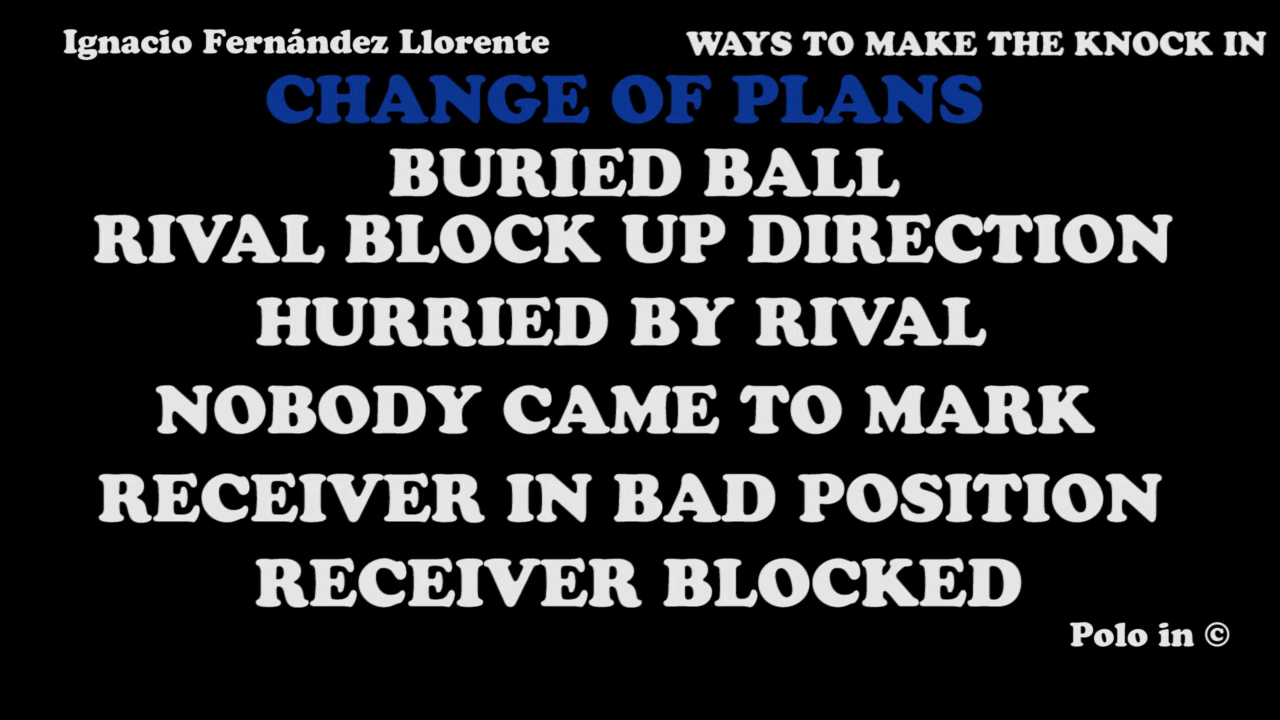 Ignacio Fernández Llorente
WAYS TO MAKE THE KNOCK IN
CHANGE OF PLANS
BURIED BALL
RIVAL BLOCK UP DIRECTION
HURRIED BY RIVAL
NOBODY CAME TO MARK
RECEIVER IN BAD POSITION
RECEIVER BLOCKED
Polo in ©